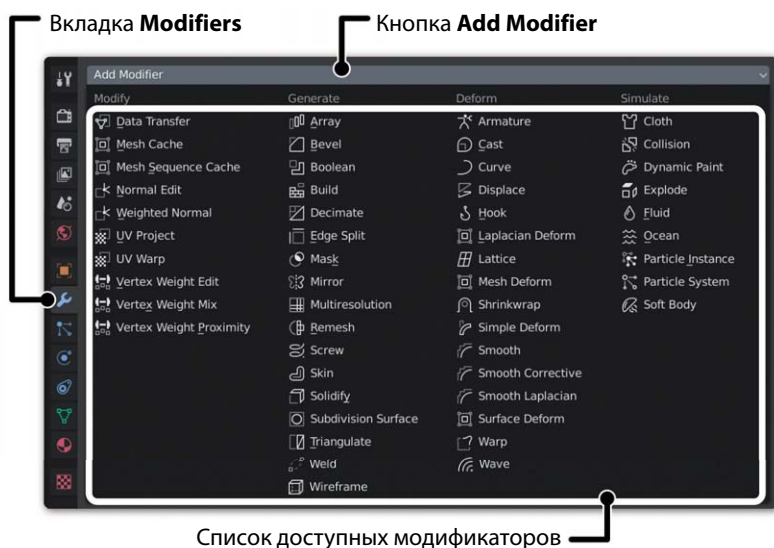 Вкладка Modifiers
Кнопка Add Modifier
Add Modifier
Modify Generate Deform Simulate
Data Transfer Array Armature Cloth
Mesh Cache Bevel Cast Collision
Mesh Sequence Cache Boolean Curve Dynamic Paint
Normal Edit Build Displace Explode
Weighted Normal Decimate Hook Fluid
UV Project Edge Split Laplacian Deform Ocean
UV Warp Mask Lattice Particle Instance
Vertex Weight Edit Mirror Mesh Deform Particle System
Vertex Weight Mix Multiresolution Shrinkwrap Soft Body
Vertex Weight Proximity Remesh Simple Deform
Screw Smooth
Skin Smooth Corrective
Solidify Smooth Laplacian
Subdivision Surface Surface Deform
Triangulate Warp
Weld Wave
Wireframe
Список доступных модификаторов